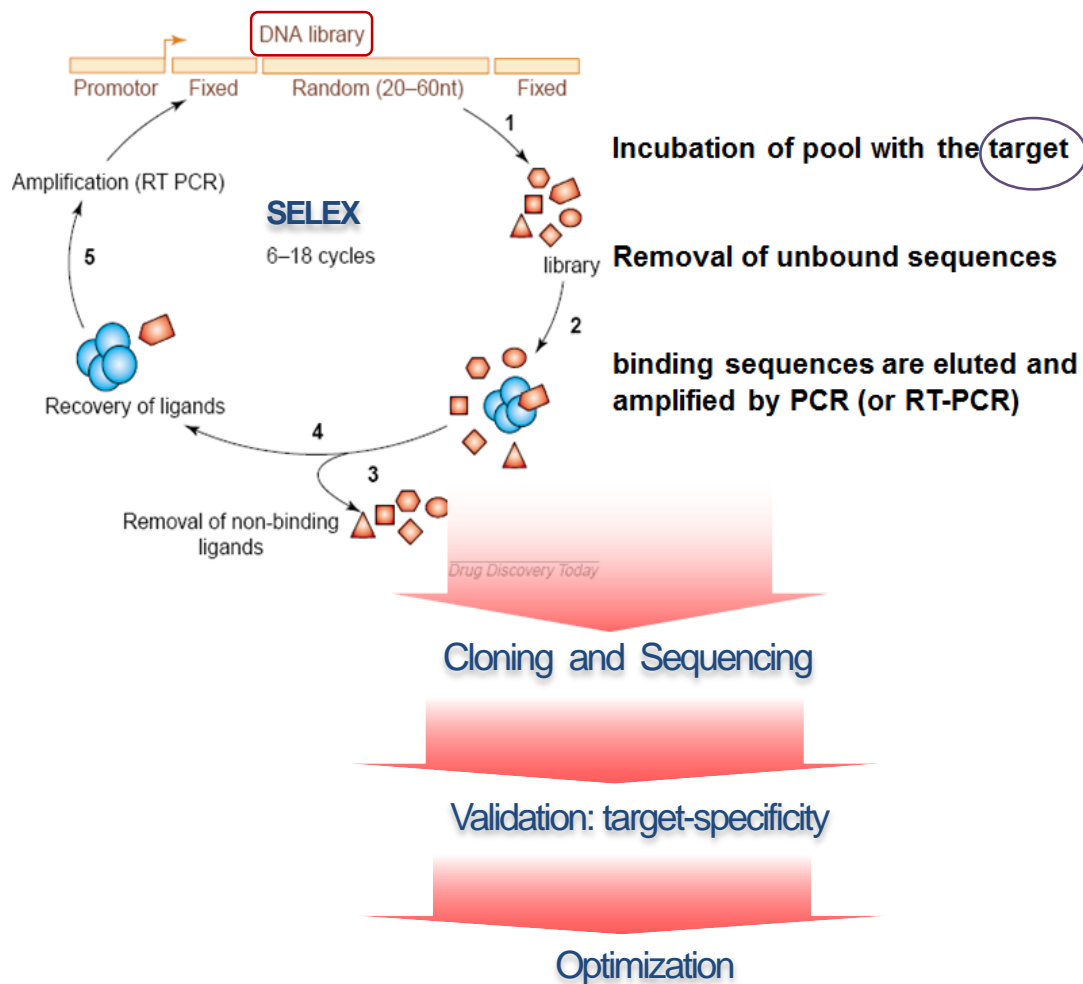 DNA library
Promotor Fixed Random (20–60nt) Fixed
1
Incubation of pool with the target
Amplification (RT PCR)
SELEX
6–18 cycles
5
library
Removal of unbound sequences
2
binding sequences are eluted and
amplified by PCR (or RT-PCR)
Recovery of ligands
4
3
Removal of non-binding
ligands
Drug Discovery Today
Cloning and Sequencing
Validation: target-specificity
Optimization